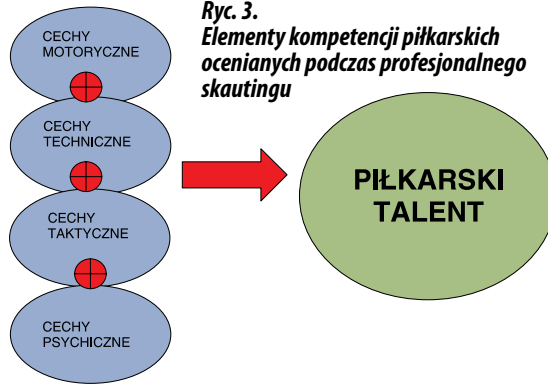 Ryc. 3.
Elementy kompetencji piłkarskich
ocenianych podczas profesjonalnego
skautingu
CECHY
MOTORYCZNE
CECHY
TECHNICZNE
CECHY
TAKTYCZNE
CECHY
PSYCHICZNE
PIŁKARSKI
TALENT